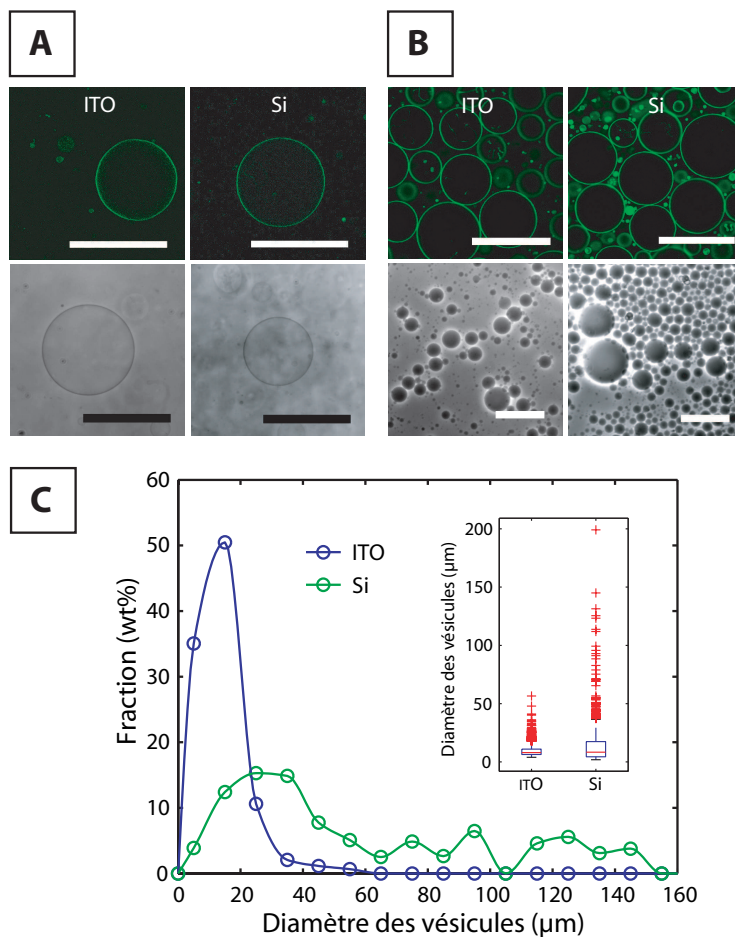 A
B
ITO
Si
ITO
Si
C
60
50
40
30
20
10
0
Fraction (wt%)
0 20 40 60 80 100 120 140 160
Diamètre des vésicules (µm)
ITO
Si
200
150
100
50
0
Diamètre des vésicules (µm)
ITO Si